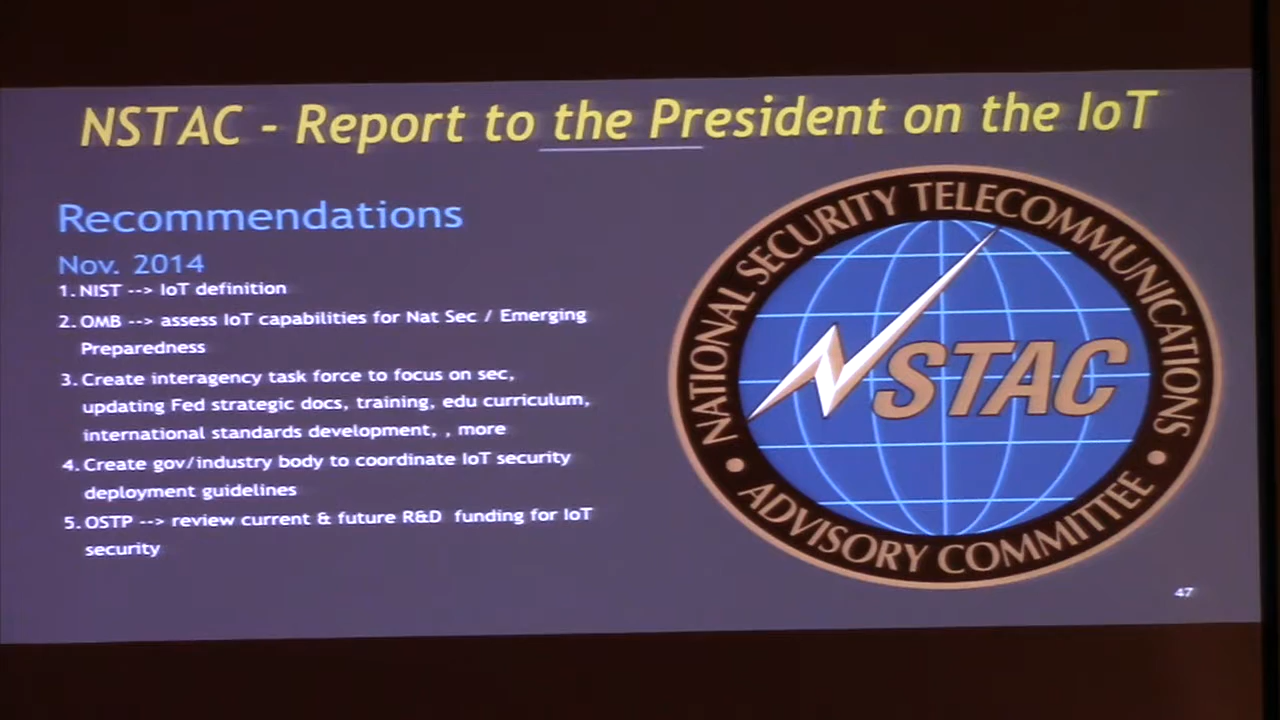 NSTAC - Report to the President on the IoT
Recommendations
Nov. 2014
1. NIST --> IoT definition
2. OMB --> assess IoT capabilities for Nat Sec / Emerging
Preparedness
3. Create interagency task force to focus on sec,
updating Fed strategic docs, training, edu curriculum,
international standards development, , more
4. Create gov/industry body to coordinate IoT security
deployment guidelines
5. OSTP --> review current & future R&D funding for IoT
security
NATIONAL SECURITY TELECOMMUNICATIONS
NSTAC
• ADVISORY COMMITTEE •
47